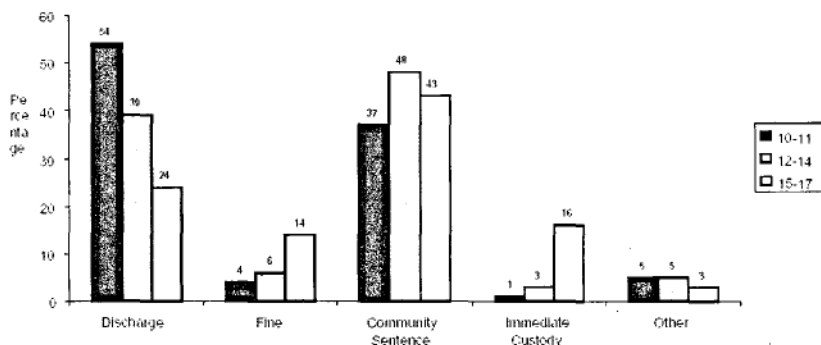 60
54
50
48
43
40
39
37
Pe
rce
nta
ge
30
24
20
16
14
10
6
4
5
5
3
3
1
0
Discharge
Fine
Community
Sentence
Immediate
Custody
Other
10-11
12-14
15-17